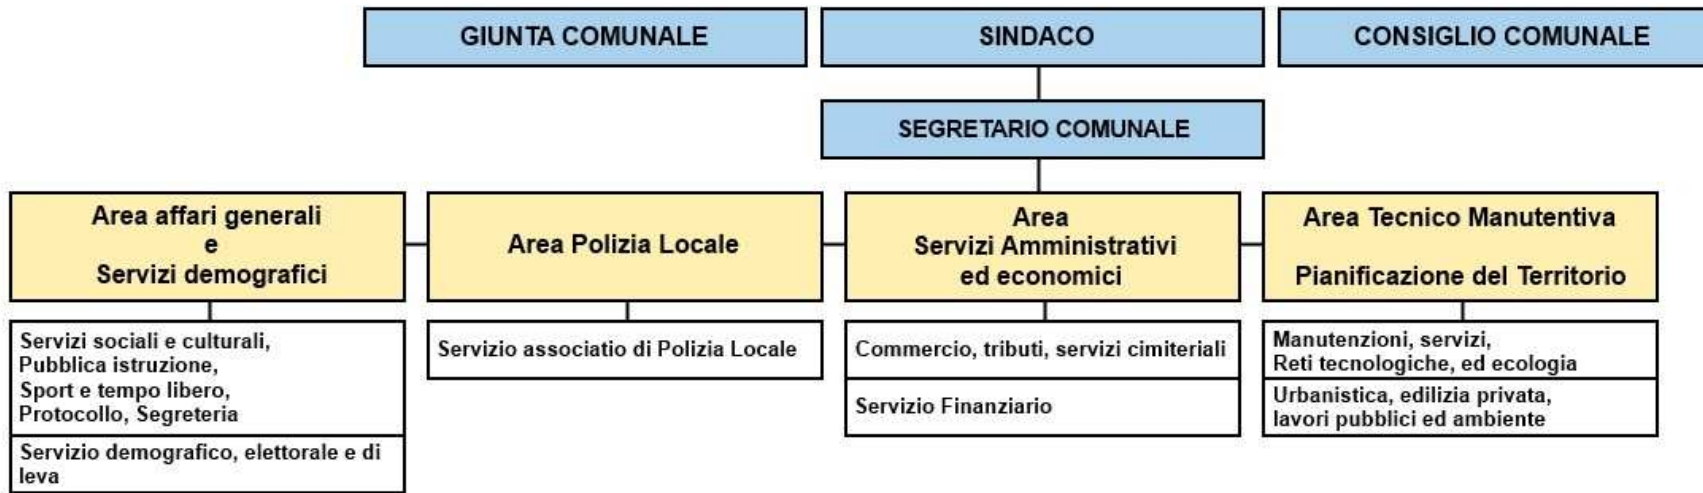 GIUNTA COMUNALE
SINDACO
CONSIGLIO COMUNALE
SEGRETARIO COMUNALE
Area affari generali
e
Servizi demografici
Area Polizia Locale
Area
Servizi Amministrativi
ed economici
Area Tecnico Manutentiva
Pianificazione del Territorio
Servizi sociali e culturali,
Pubblica istruzione,
Sport e tempo libero,
Protocollo, Segreteria
Servizio demografico, elettorale e di
leva
Servizio associatio di Polizia Locale
Commercio, tributi, servizi cimiteriali
Servizio Finanziario
Manutenzioni, servizi,
Reti tecnologiche, ed ecologia
Urbanistica, edilizia privata,
lavori pubblici ed ambiente